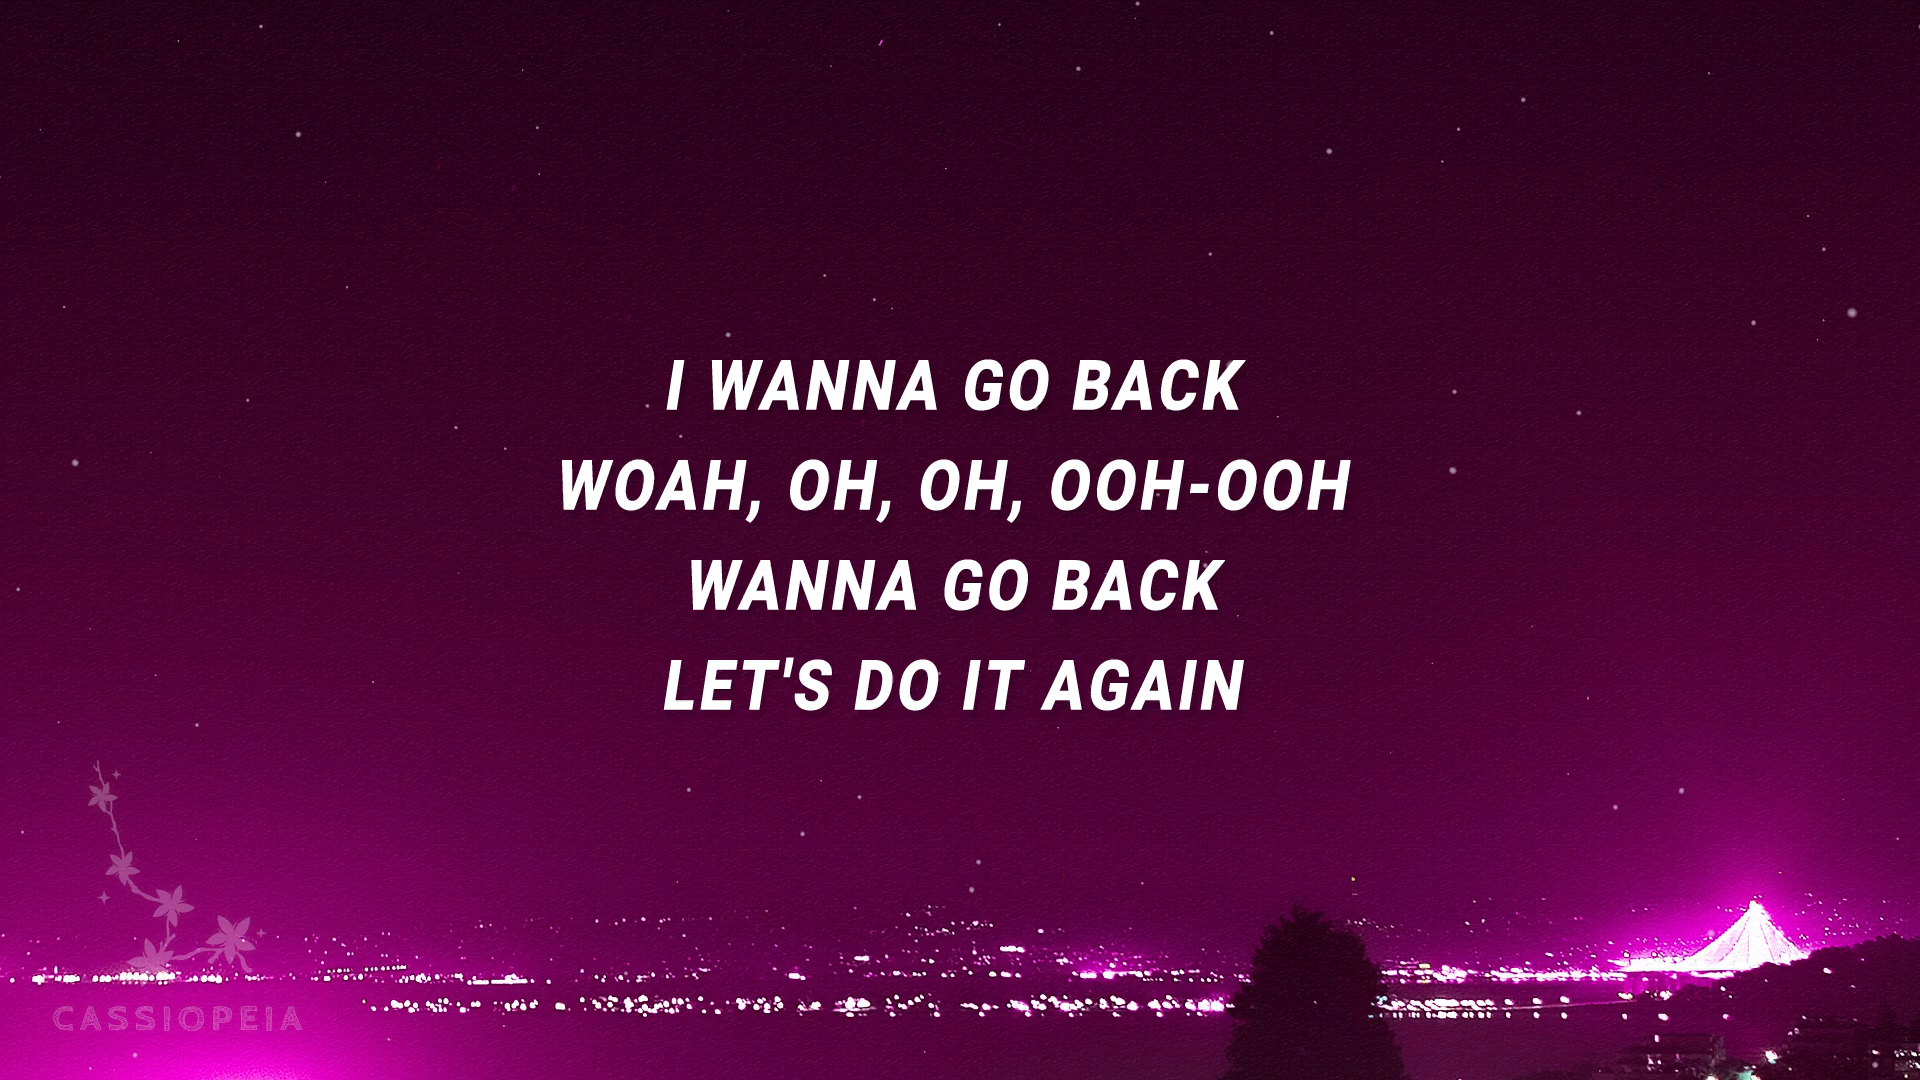 I WANNA GO BACK
WOAH, OH, OH, OOH-OOH
WANNA GO BACK
LET'S DO IT AGAIN
CASSIOPEIA